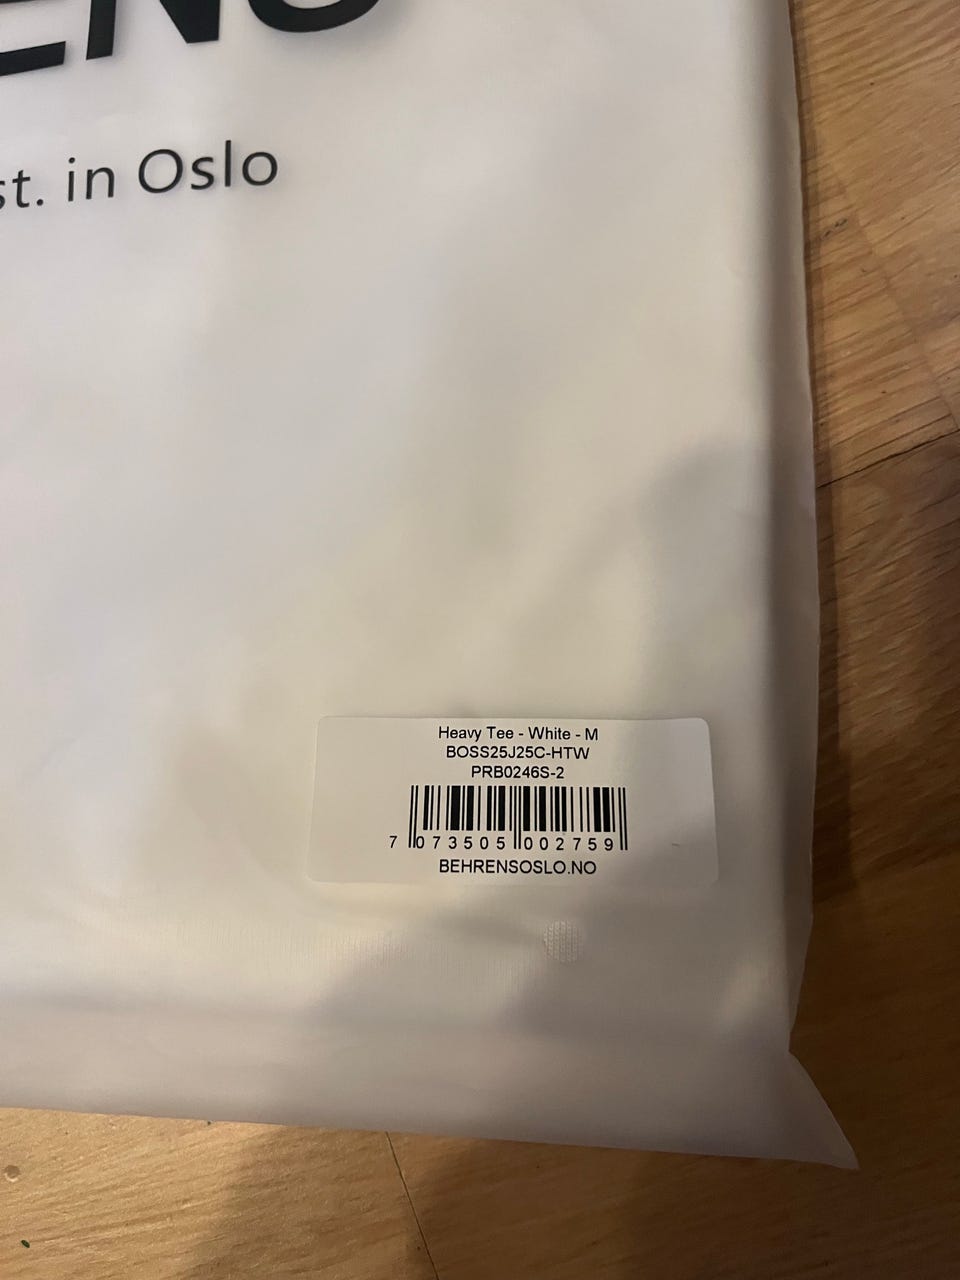 st. in Oslo
Heavy Tee - White - M
BOSS25J25C-HTW
PRB0246S-2
7 073505 002759
BEHRENSOSLO.NO